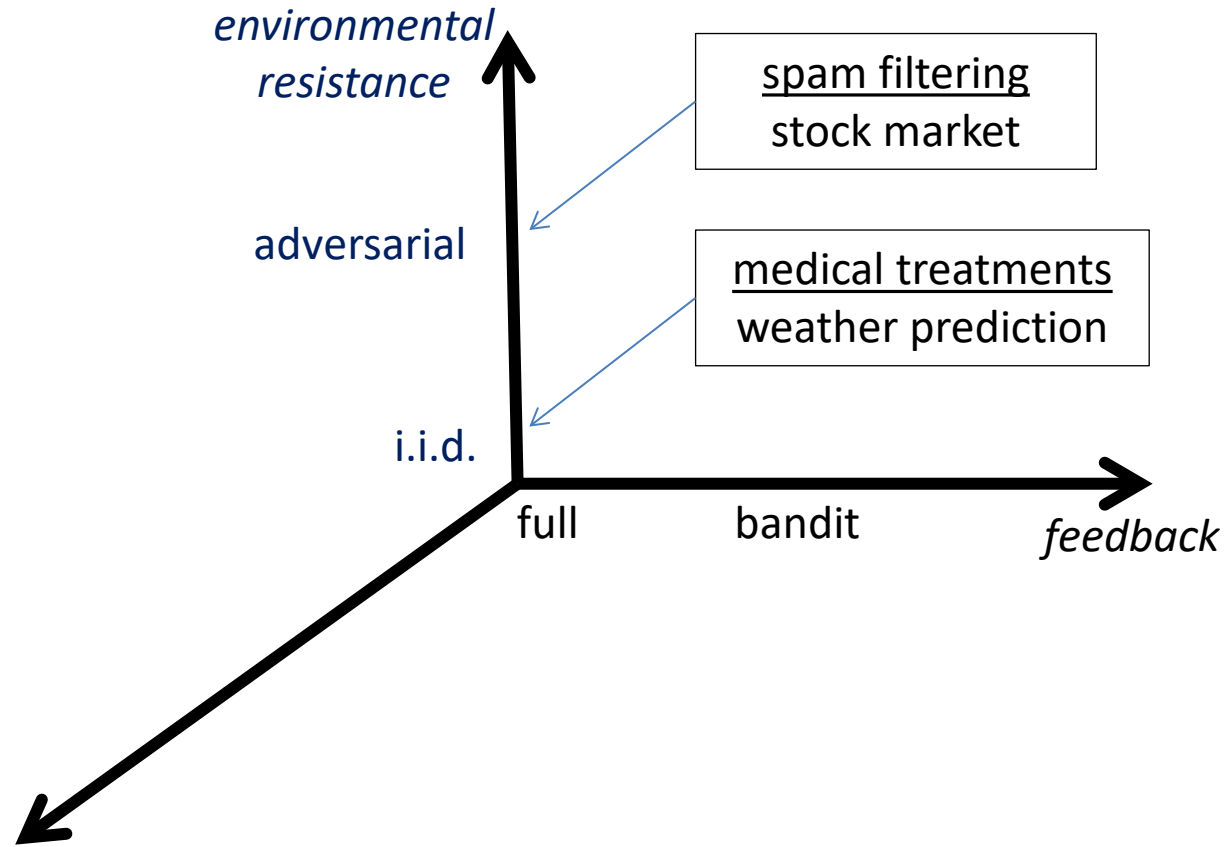 environmental
resistance
spam filtering
stock market
adversarial
medical treatments
weather prediction
i.i.d.
full
bandit
feedback